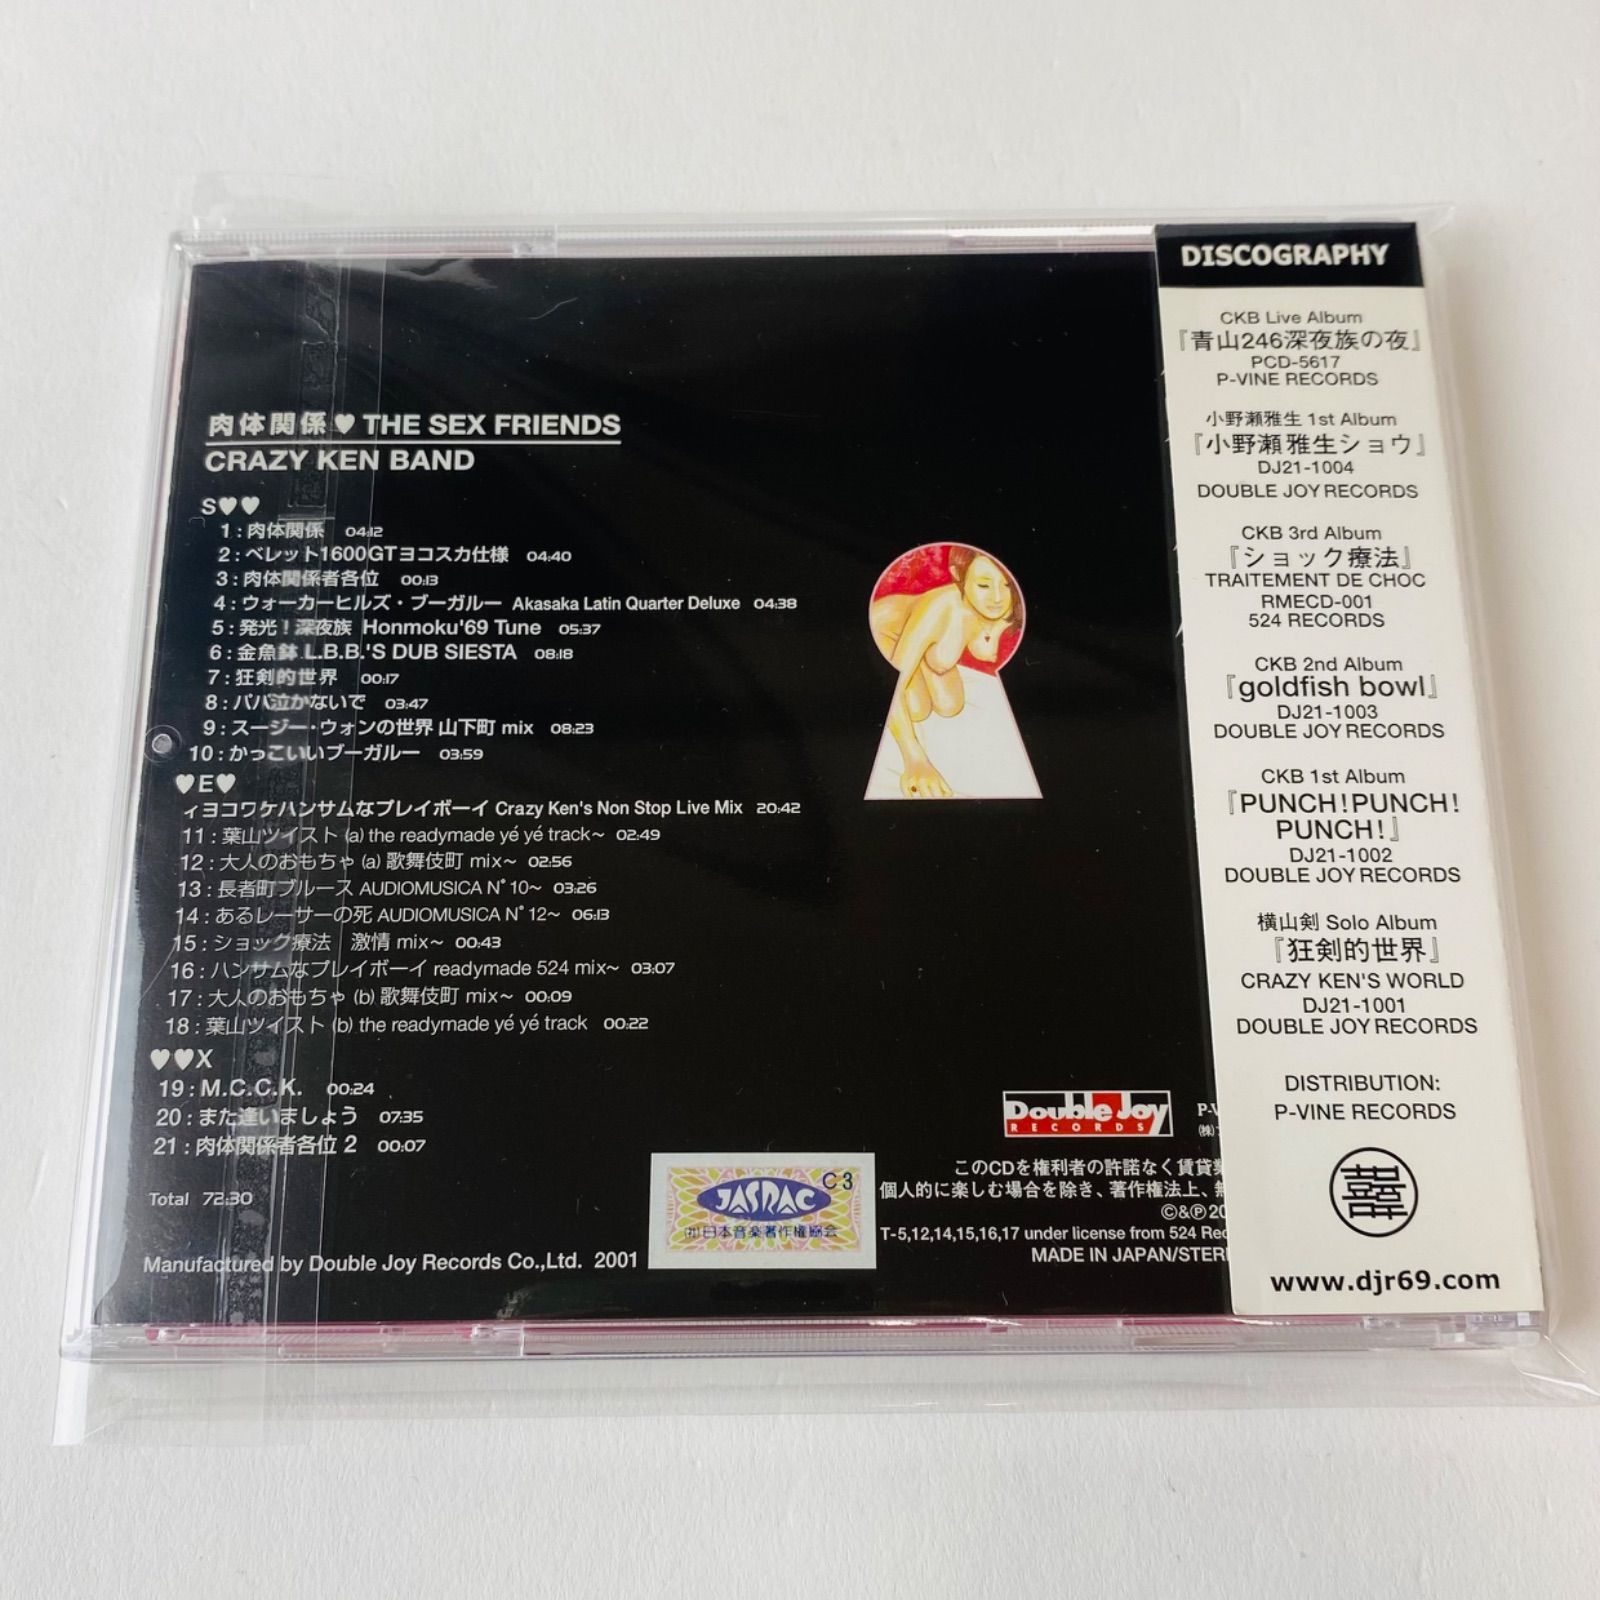 肉体関係♥THE SEX FRIENDS
CRAZY KEN BAND
S♥♥
1:肉体関係 04:12
2:ベレット1600GTヨコスカ仕様 04:40
3:肉体関係者各位 00:13
4:ウォーカーヒルズ・ブーガルー Akasaka Latin Quarter Deluxe 04:38
5:発光!深夜族 Honmoku'69 Tune 05:37
6:金魚鉢 L.B.B.'S DUB SIESTA 08:18
7:狂剣的世界 00:17
8:パパ泣かないで 03:47
9:スージー・ウォンの世界 山下町 mix 08:23
10:かっこいいブーガルー 03:59
♥E♥
ィヨコワケハンサムなプレイボーイ Crazy Ken's Non Stop Live Mix 20:42
11:葉山ツイスト (a) the readymade yé yé track~ 02:49
12:大人のおもちゃ (a) 歌舞伎町 mix~ 02:56
13:長者町ブルース AUDIOMUSICA N°10~ 03:26
14:あるレーサーの死 AUDIOMUSICA N°12~ 06:13
15:ショック療法 激情 mix~ 00:43
16:ハンサムなプレイボーイ readymade 524 mix~ 03:07
17:大人のおもちゃ (b) 歌舞伎町 mix~ 00:09
18:葉山ツイスト (b) the readymade yé yé track 00:22
♥♥X
19:M.C.C.K. 00:24
20:また逢いましょう 07:35
21:肉体関係者各位 2 00:07
Total 72:30
Manufactured by Double Joy Records Co.,Ltd. 2001
JASRAC
C3
(社)日本音楽著作権協会
Double Joy
RECORDS
P-V
(株)
このCDを権利者の許諾なく賃貸業
個人的に楽しむ場合を除き、著作権法上、無
©&℗20
T-5,12,14,15,16,17 under license from 524 Rec
MADE IN JAPAN/STER
DISCOGRAPHY
CKB Live Album
『青山246深夜族の夜』
PCD-5617
P-VINE RECORDS
小野瀬雅生 1st Album
『小野瀬雅生ショウ』
DJ21-1004
DOUBLE JOY RECORDS
CKB 3rd Album
『ショック療法』
TRAITEMENT DE CHOC
RMECD-001
524 RECORDS
CKB 2nd Album
『goldfish bowl』
DJ21-1003
DOUBLE JOY RECORDS
CKB 1st Album
『PUNCH!PUNCH!
PUNCH!』
DJ21-1002
DOUBLE JOY RECORDS
横山剣 Solo Album
『狂剣的世界』
CRAZY KEN'S WORLD
DJ21-1001
DOUBLE JOY RECORDS
DISTRIBUTION:
P-VINE RECORDS
www.djr69.com